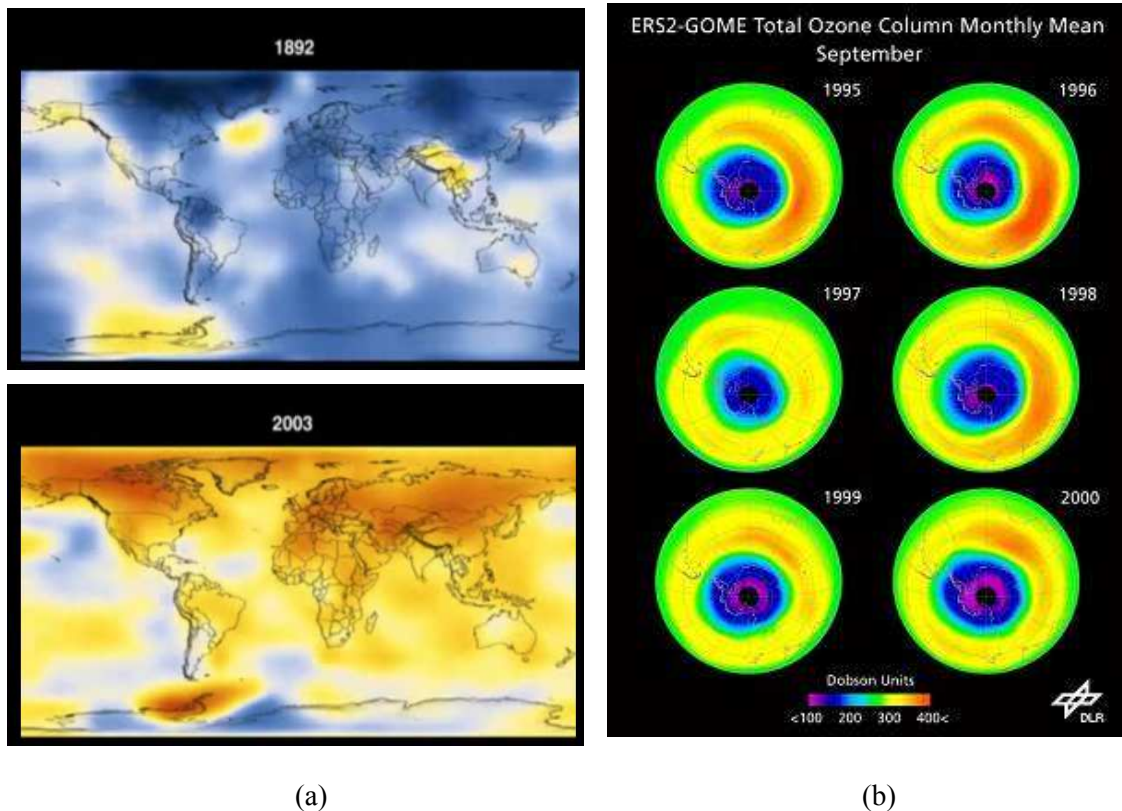 1892
2003
(a)
ERS2-GOME Total Ozone Column Monthly Mean
September
1995
1996
1997
1998
1999
2000
Dobson Units
<100 200 300 400<
DLR
(b)